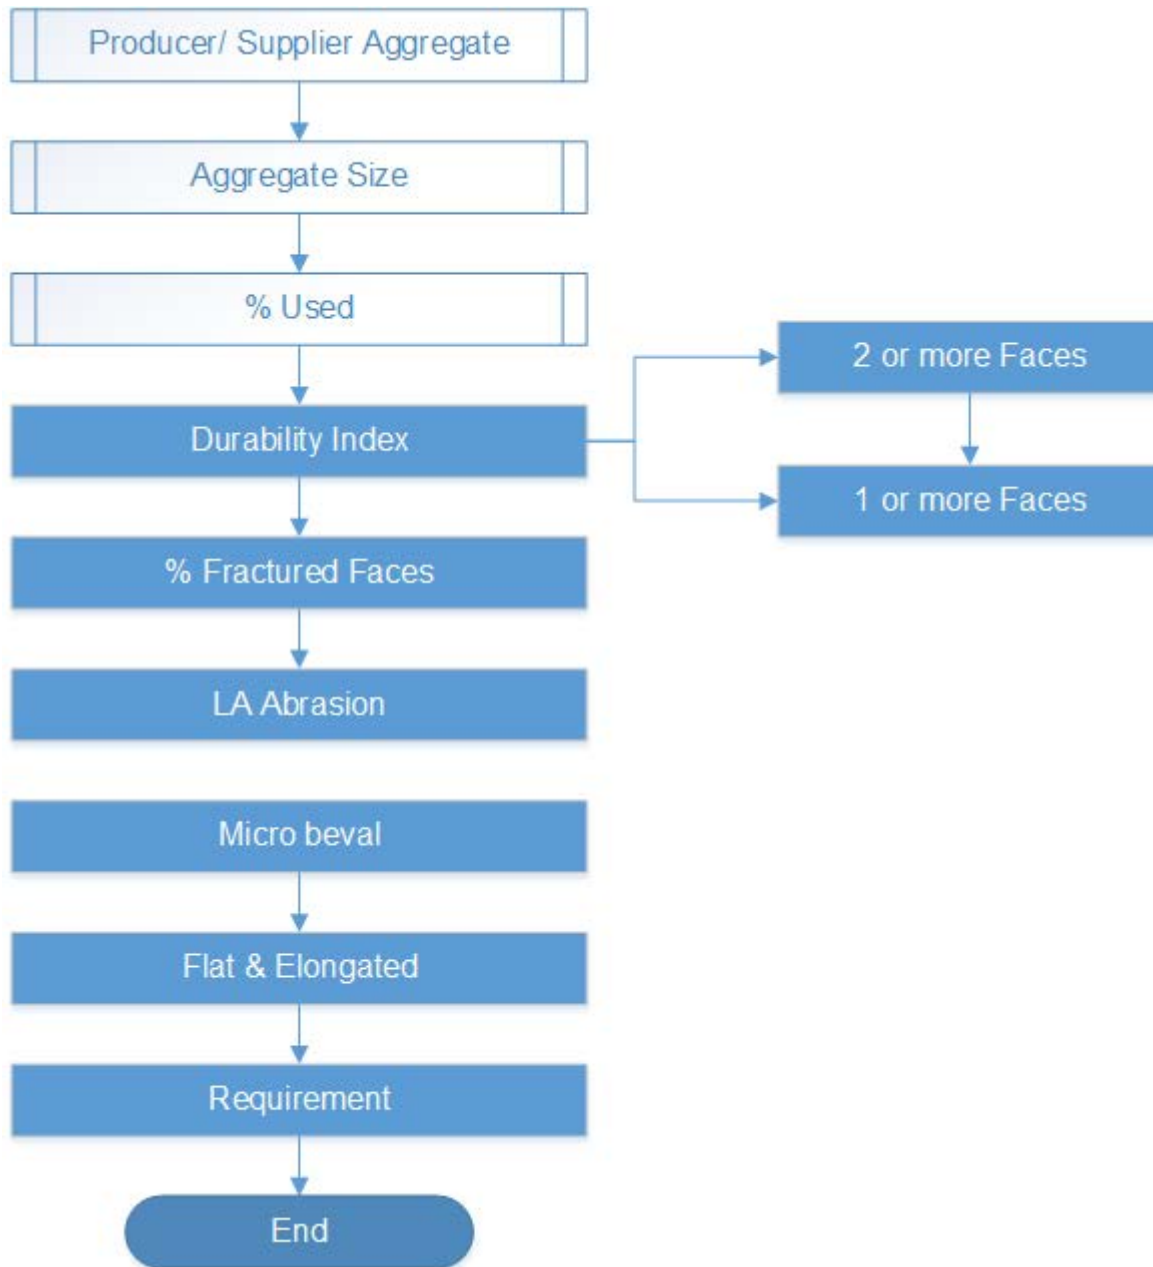 Producer/ Supplier Aggregate
Aggregate Size
% Used
2 or more Faces
Durability Index
1 or more Faces
% Fractured Faces
LA Abrasion
Micro beval
Flat & Elongated
Requirement
End